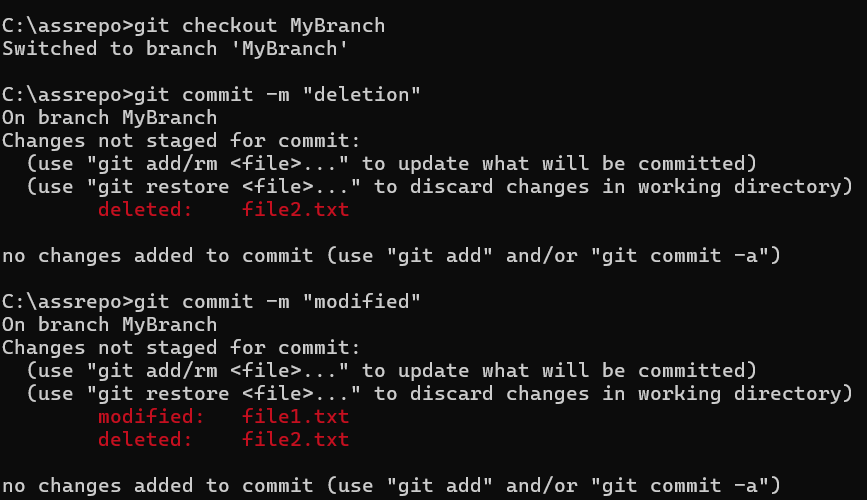 C:\assrepo>git checkout MyBranch
Switched to branch 'MyBranch'
C:\assrepo>git commit -m "deletion"
On branch MyBranch
Changes not staged for commit:
  (use "git add/rm <file>..." to update what will be committed)
  (use "git restore <file>..." to discard changes in working directory)
        deleted:    file2.txt
no changes added to commit (use "git add" and/or "git commit -a")
C:\assrepo>git commit -m "modified"
On branch MyBranch
Changes not staged for commit:
  (use "git add/rm <file>..." to update what will be committed)
  (use "git restore <file>..." to discard changes in working directory)
        modified:   file1.txt
        deleted:    file2.txt
no changes added to commit (use "git add" and/or "git commit -a")